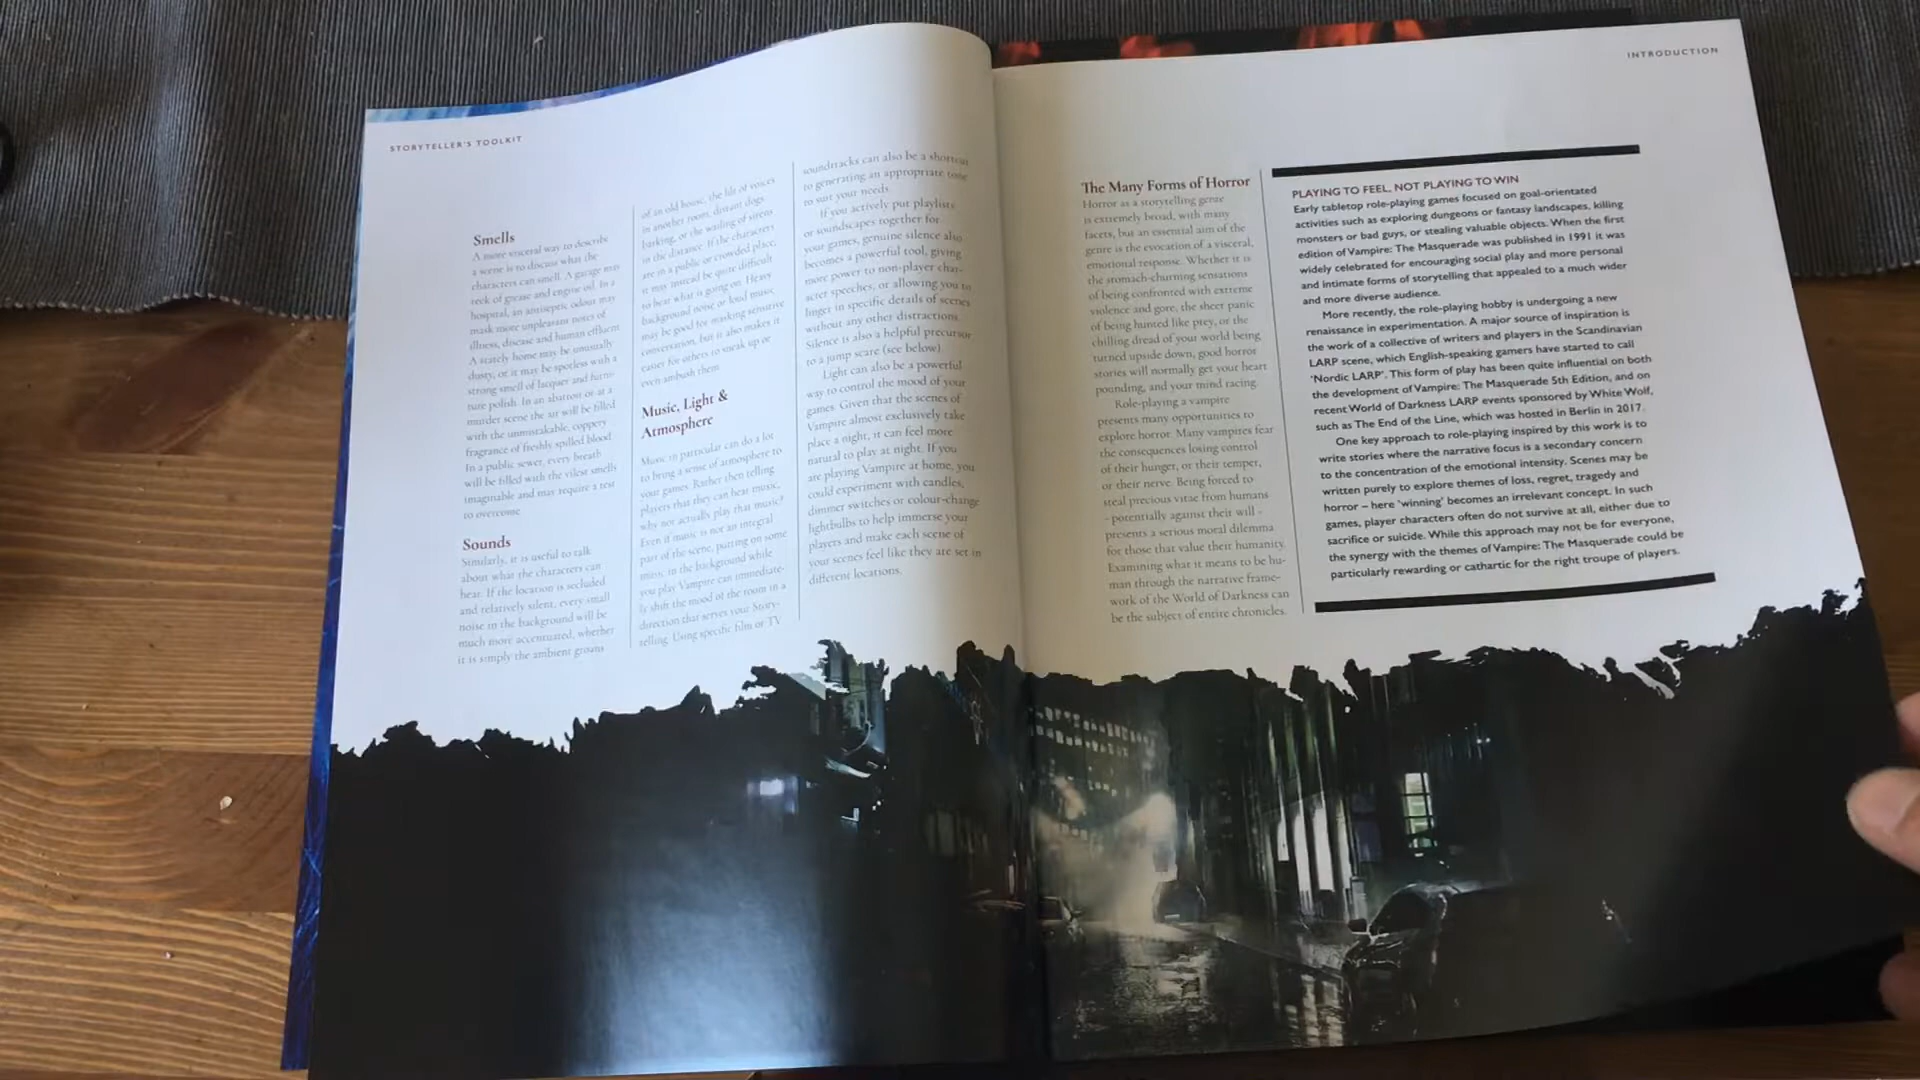 STORYTELLER'S TOOLKIT
Smells
A more visceral way to describe
a scene is to discuss what the
characters can smell. A garage may
reek of grease and engine oil. In a
hospital, an antiseptic odour may
mask more unpleasant notes of
illness, disease and human effluent.
A stately home may be unusually
dusty, or it may be spotless with a
strong smell of lacquer and furni-
ture polish. In an abattoir or at a
murder scene the air will be filled
with the unmistakable, coppery
fragrance of freshly spilled blood.
In a public sewer, every breath
will be filled with the vilest smells
imaginable and may require a test
to overcome.
Sounds
Similarly, it is useful to talk
about what the characters can
hear. If the location is secluded
and relatively silent, every small
noise in the background will be
much more accentuated, whether
it is simply the ambient groans
of an old house, the lilt of voices
in another room, distant dogs
barking, or the wailing of sirens
in the distance. If the characters
are in a public or crowded place,
it may instead be quite difficult
to hear what is going on. Heavy
background noise or loud music
may be good for masking sensitive
conversation, but it also makes it
easier for others to sneak up or
even ambush them.
Music, Light &
Atmosphere
Music in particular can do a lot
to bring a sense of atmosphere to
your games. Rather then telling
players that they can hear music,
why not actually play that music?
Even if music is not an integral
part of the scene, putting on some
music in the background while
you play Vampire can immediate-
ly shift the mood of the room in a
direction that serves your Story-
telling. Using specific film or TV
soundtracks can also be a shortcut
to generating an appropriate tone
to suit your needs.
If you actively put playlists
or soundscapes together for
your games, genuine silence also
becomes a powerful tool, giving
more power to non-player char-
acter speeches, or allowing you to
linger in specific details of scenes
without any other distractions.
Silence is also a helpful precursor
to a jump scare (see below).
Light can also be a powerful
way to control the mood of your
games. Given that the scenes of
Vampire almost exclusively take
place a night, it can feel more
natural to play at night. If you
are playing Vampire at home, you
could experiment with candles,
dimmer switches or colour-change
lightbulbs to help immerse your
players and make each scene of
your scenes feel like they are set in
different locations.
INTRODUCTION
The Many Forms of Horror
Horror as a storytelling genre
is extremely broad, with many
facets, but an essential aim of the
genre is the evocation of a visceral,
emotional response. Whether it is
the stomach-churning sensations
of being confronted with extreme
violence and gore, the sheer panic
of being hunted like prey, or the
chilling dread of your world being
turned upside down, good horror
stories will normally get your heart
pounding, and your mind racing.
Role-playing a vampire
presents many opportunities to
explore horror. Many vampires fear
the consequences losing control
of their hunger, or their temper,
or their nerve. Being forced to
steal precious vitae from humans
- potentially against their will -
presents a serious moral dilemma
for those that value their humanity.
Examining what it means to be hu-
man through the narrative frame-
work of the World of Darkness can
be the subject of entire chronicles.
PLAYING TO FEEL, NOT PLAYING TO WIN
Early tabletop role-playing games focused on goal-orientated
activities such as exploring dungeons or fantasy landscapes, killing
monsters or bad guys, or stealing valuable objects. When the first
edition of Vampire: The Masquerade was published in 1991 it was
widely celebrated for encouraging social play and more personal
and intimate forms of storytelling that appealed to a much wider
and more diverse audience.
More recently, the role-playing hobby is undergoing a new
renaissance in experimentation. A major source of inspiration is
the work of a collective of writers and players in the Scandinavian
LARP scene, which English-speaking gamers have started to call
'Nordic LARP'. This form of play has been quite influential on both
the development of Vampire: The Masquerade 5th Edition, and on
recent World of Darkness LARP events sponsored by White Wolf,
such as The End of the Line, which was hosted in Berlin in 2017.
One key approach to role-playing inspired by this work is to
write stories where the narrative focus is a secondary concern
to the concentration of the emotional intensity. Scenes may be
written purely to explore themes of loss, regret, tragedy and
horror – here 'winning' becomes an irrelevant concept. In such
games, player characters often do not survive at all, either due to
sacrifice or suicide. While this approach may not be for everyone,
the synergy with the themes of Vampire: The Masquerade could be
particularly rewarding or cathartic for the right troupe of players.